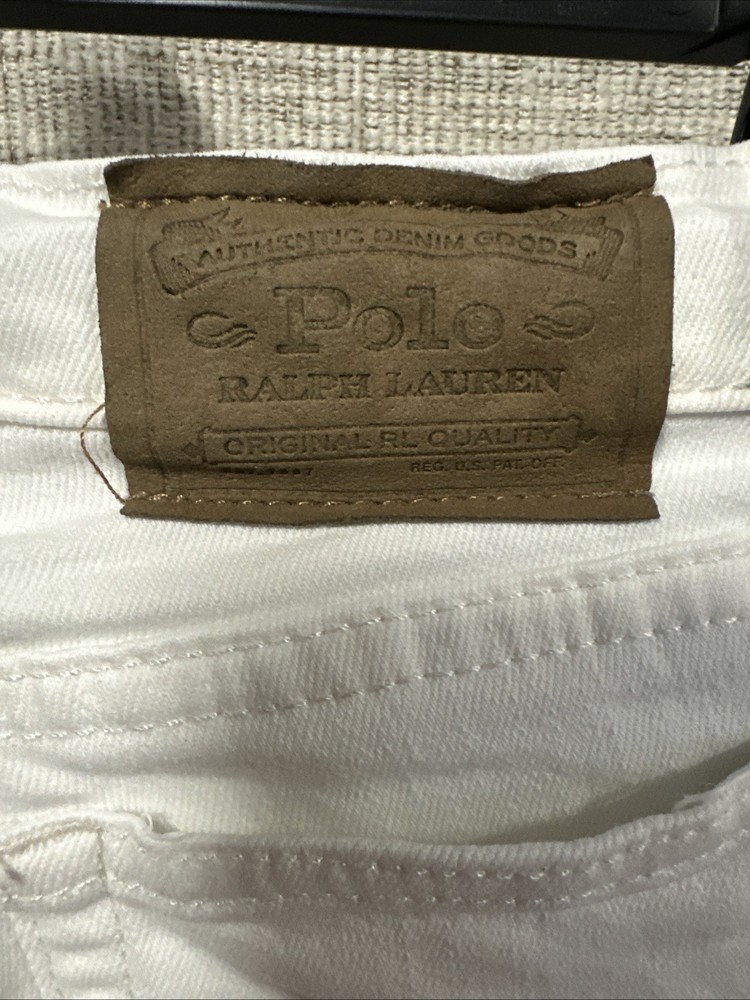 AUTHENTIC DENIM GOODS
Polo
RALPH LAUREN
ORIGINAL RL QUALITY
REG. U.S. PAT. OFF.